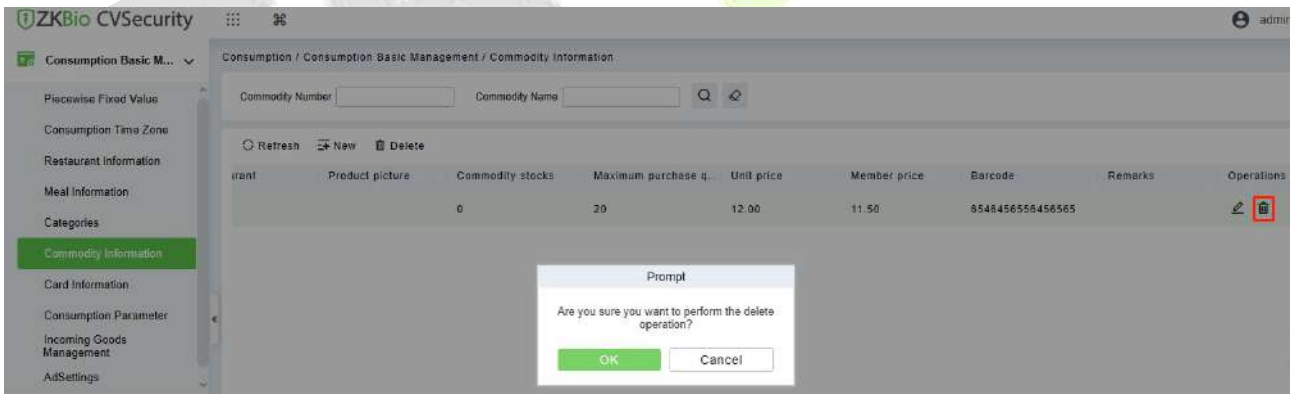 ZKBio CVSecurity
admin
Consumption Basic M...
Consumption / Consumption Basic Management / Commodity Information
Piecewise Fixed Value
Commodity Number
Commodity Name
Consumption Time Zone
Refresh
New
Delete
Restaurant Information
urant
Product picture
Commodity stocks
Maximum purchase q...
Unit price
Member price
Barcode
Remarks
Operations
Meal Information
0
20
12.00
11.50
6546456556456565
Categories
Commodity Information
Card Information
Consumption Parameter
Incoming Goods
Management
AdSettings
Prompt
Are you sure you want to perform the delete
operation?
OK
Cancel